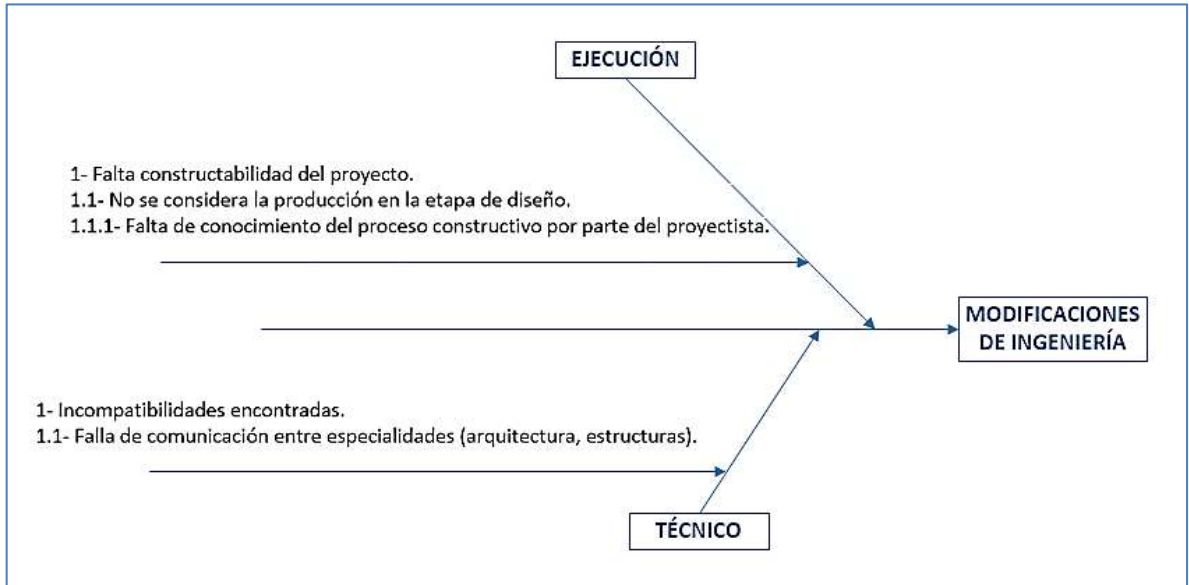 EJECUCIÓN
1- Falta constructabilidad del proyecto.
1.1- No se considera la producción en la etapa de diseño.
1.1.1- Falta de conocimiento del proceso constructivo por parte del proyectista.
MODIFICACIONES
DE INGENIERÍA
1- Incompatibilidades encontradas.
1.1- Falla de comunicación entre especialidades (arquitectura, estructuras).
TÉCNICO